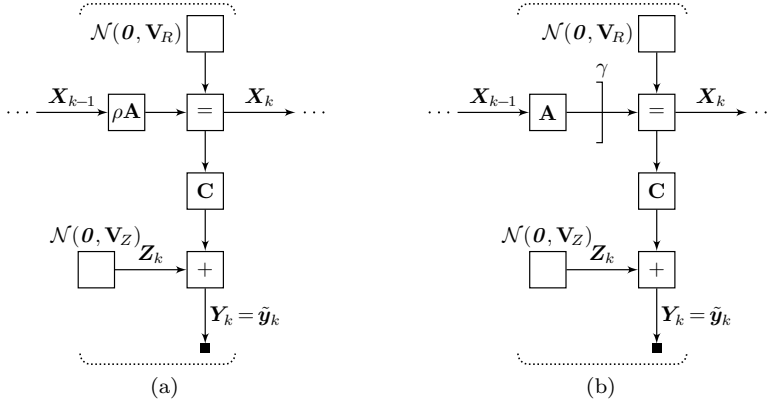 𝒩(0, V_R)
⋯ X_{k−1} ρA = X_k ⋯
C
𝒩(0, V_Z)
Z_k +
Y_k = ỹ_k
(a)
𝒩(0, V_R)
γ
⋯ X_{k−1} A = X_k ⋯
C
𝒩(0, V_Z)
Z_k +
Y_k = ỹ_k
(b)